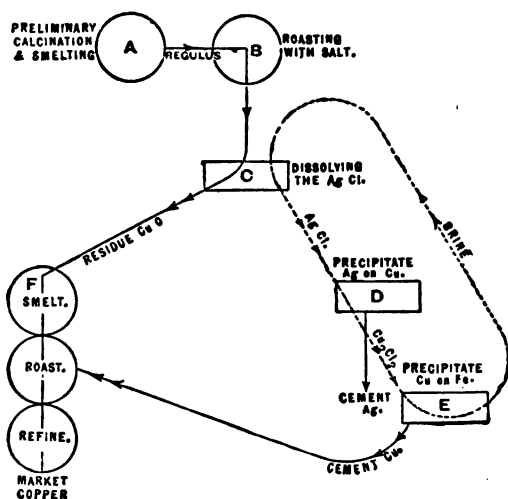 PRELIMINARY
CALCINATION
& SMELTING
A
REGULUS
B
ROASTING
WITH SALT.
C
DISSOLVING
THE Ag Cl.
RESIDUE Cu O
Ag Cl.
BRINE
PRECIPITATE
Ag on Cu.
D
Cu2Cl2
CEMENT
Ag.
PRECIPITATE
Cu on Fe.
E
CEMENT Cu.
F
SMELT.
ROAST.
REFINE.
MARKET
COPPER